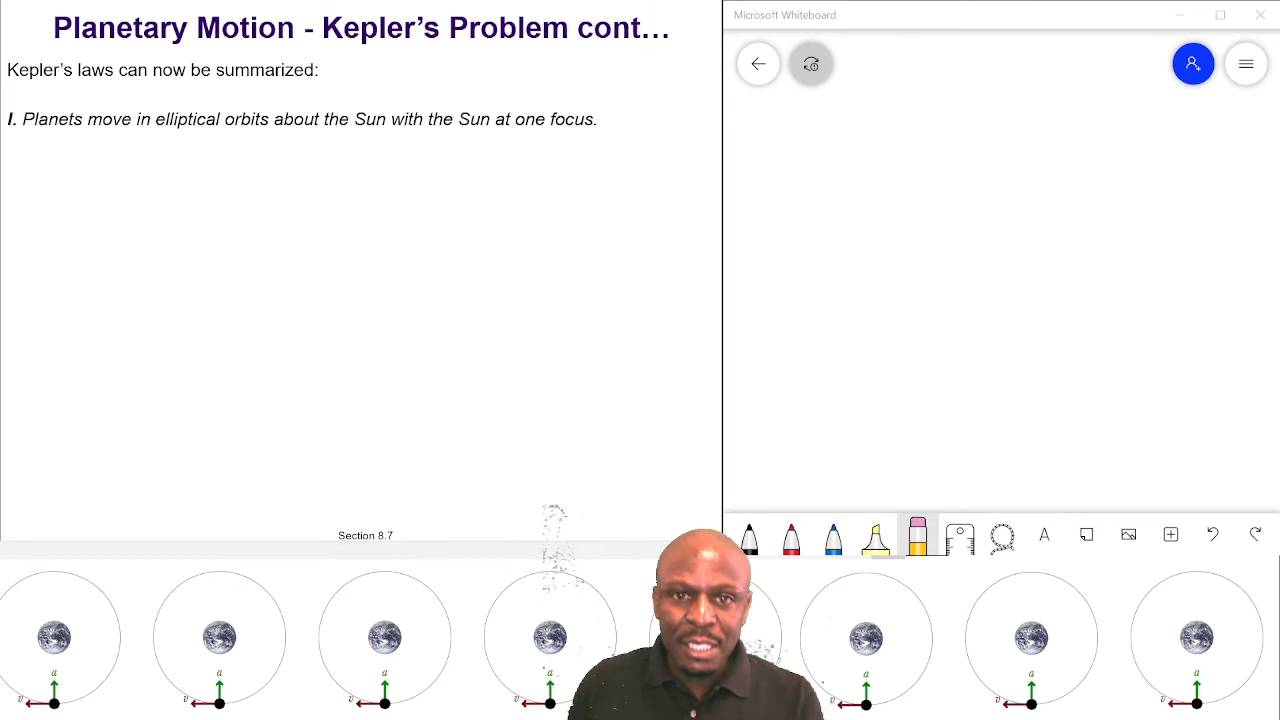 Planetary Motion - Kepler's Problem cont...
Kepler's laws can now be summarized:
I. Planets move in elliptical orbits about the Sun with the Sun at one focus.
Section 8.7
Microsoft Whiteboard
A
a a a a a a a
v v v v v v v